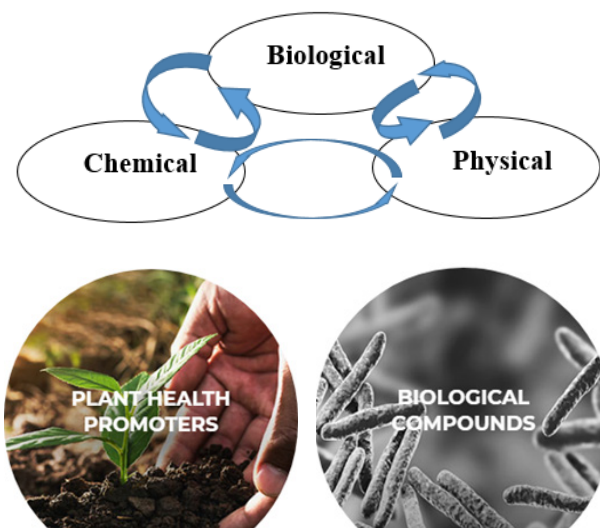 Biological
Chemical
Physical
PLANT HEALTH
PROMOTERS
BIOLOGICAL
COMPOUNDS